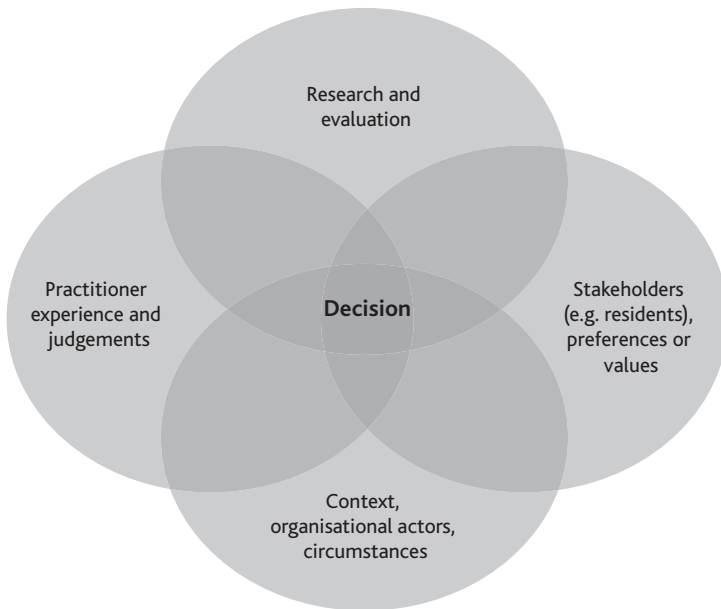 Research and
evaluation
Practitioner
experience and
judgements
Decision
Stakeholders
(e.g. residents),
preferences or
values
Context,
organisational actors,
circumstances